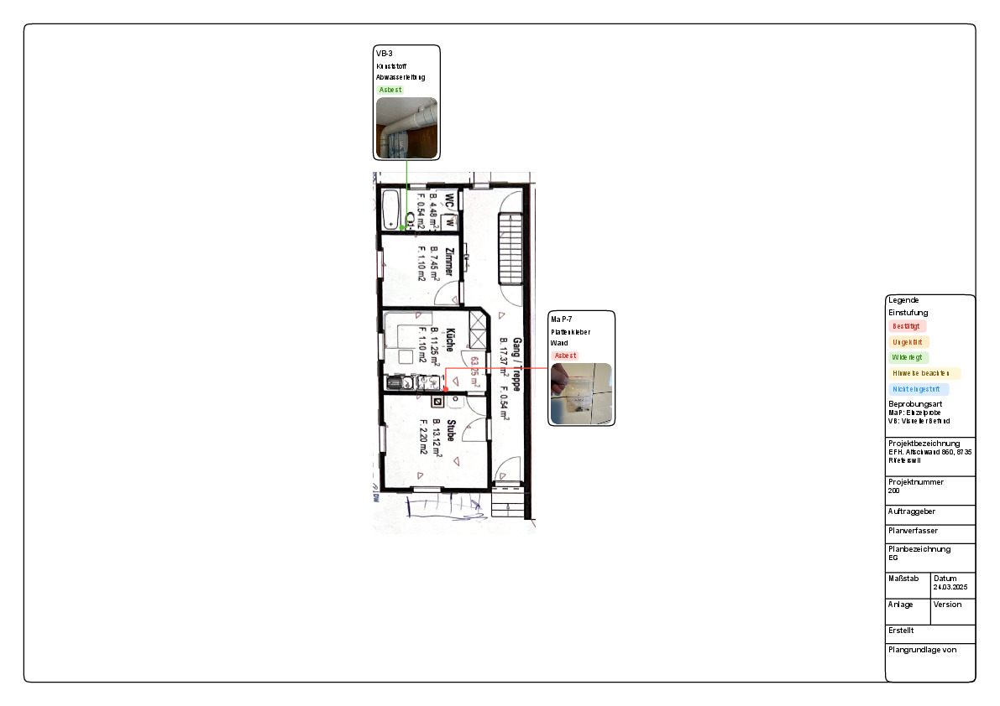 VB-3
Kunststoff
Abwasserleitung
Asbest
WC
W
B. 4.48 m²
F. 0.54 m2
Zimmer
B. 7.45 m²
F. 1.10 m2
Küche
B. 11.25 m²
F. 1.10 m2
63.25 m²
Gang / Treppe
B. 17.37 m²
F. 0.54 m²
Stube
B. 13.12 m²
F. 2.20 m2
MaP-7
Plattenkleber
Wand
Asbest
Legende
Einstufung
Bestätigt
Ungeklärt
Widerlegt
Hinweise beachten
Nicht eingestuft
Beprobungsart
MaP: Einzelprobe
VB: Visueller Befund
Projektbezeichnung
EFH. Altschwand 860, 8735
Rüeterswil
Projektnummer
200
Auftraggeber
Planverfasser
Planbezeichnung
EG
Maßstab
Datum
24.03.2025
Anlage
Version
Erstellt
Plangrundlage von